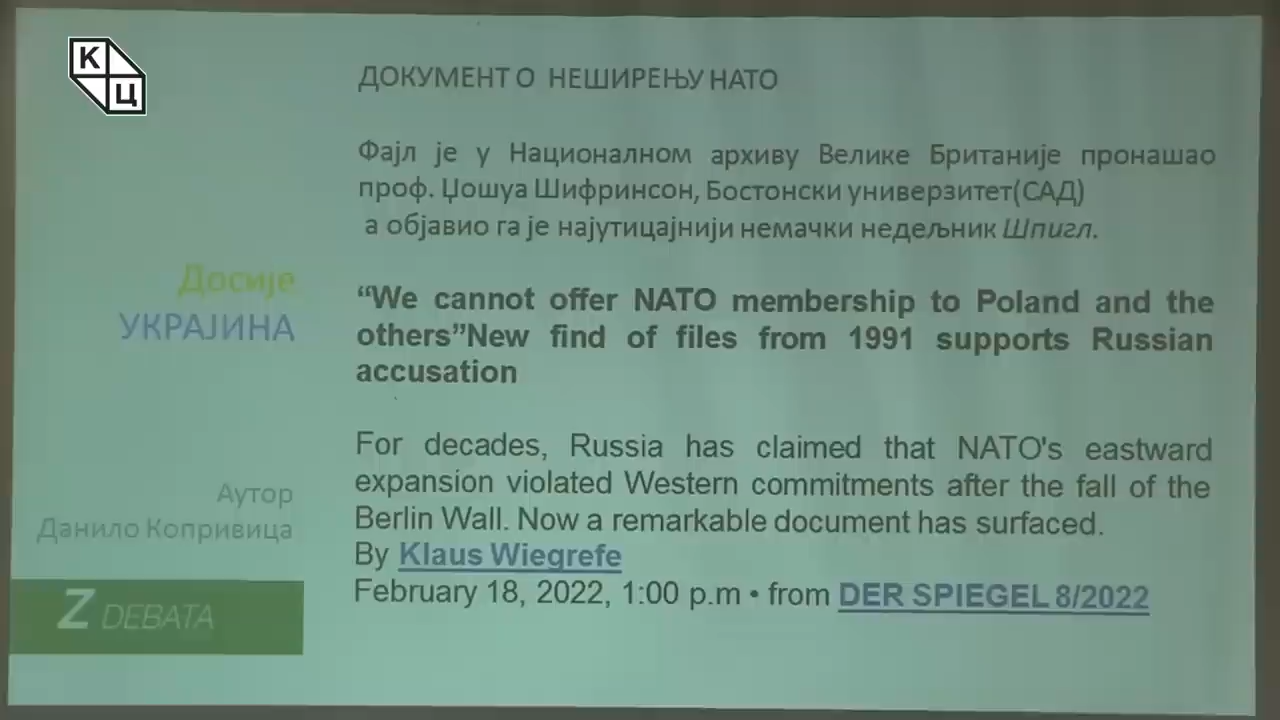 К
Ц
ДОКУМЕНТ О НЕШИРЕЊУ НАТО
Фајл је у Националном архиву Велике Британије пронашао
проф. Џошуа Шифринсон, Бостонски универзитет(САД)
а објавио га је најутицајнији немачки недељник Шпигл.
Досије
УКРАЈИНА
“We cannot offer NATO membership to Poland and the
others”New find of files from 1991 supports Russian
accusation
For decades, Russia has claimed that NATO's eastward
expansion violated Western commitments after the fall of the
Berlin Wall. Now a remarkable document has surfaced.
By Klaus Wiegrefe
February 18, 2022, 1:00 p.m • from DER SPIEGEL 8/2022
Аутор
Данило Копривица
Z DEBATA